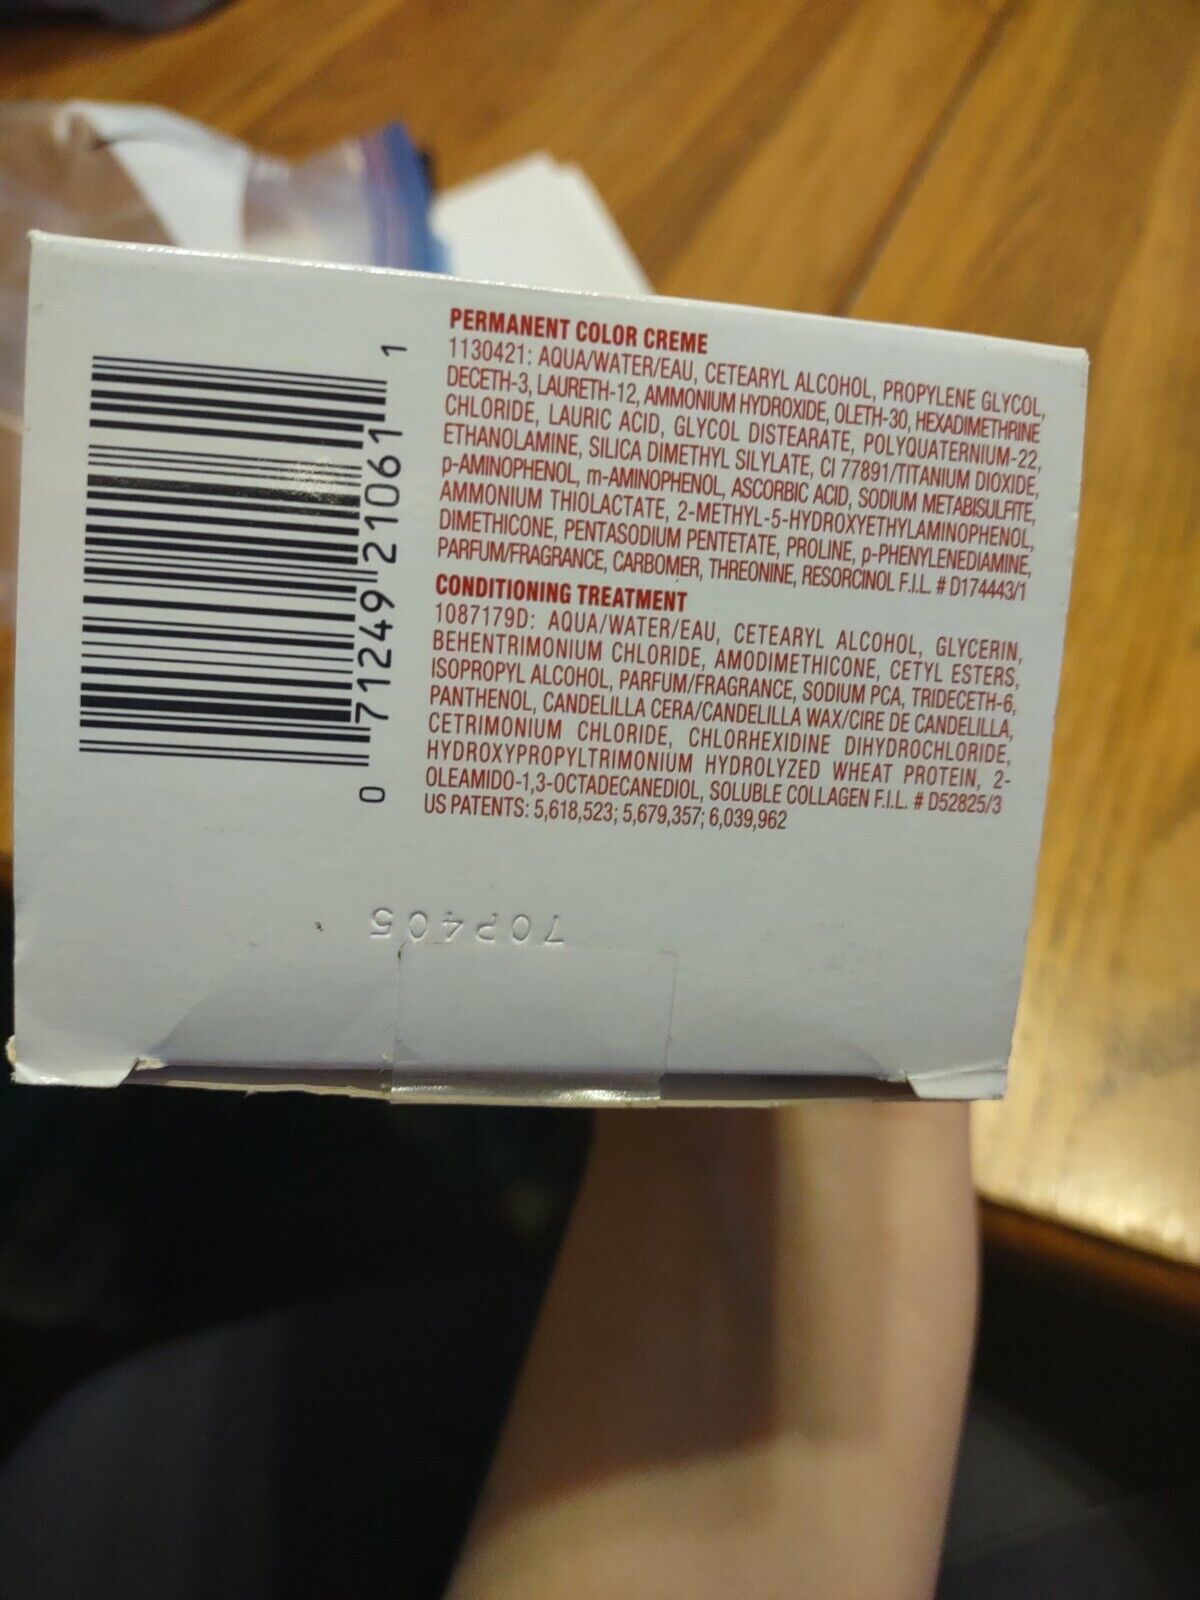 PERMANENT COLOR CREME
1130421: AQUA/WATER/EAU, CETEARYL ALCOHOL, PROPYLENE GLYCOL,
DECETH-3, LAURETH-12, AMMONIUM HYDROXIDE, OLETH-30, HEXADIMETHRINE
CHLORIDE, LAURIC ACID, GLYCOL DISTEARATE, POLYQUATERNIUM-22,
ETHANOLAMINE, SILICA DIMETHYL SILYLATE, CI 77891/TITANIUM DIOXIDE,
p-AMINOPHENOL, m-AMINOPHENOL, ASCORBIC ACID, SODIUM METABISULFITE,
AMMONIUM THIOLACTATE, 2-METHYL-5-HYDROXYETHYLAMINOPHENOL,
DIMETHICONE, PENTASODIUM PENTETATE, PROLINE, p-PHENYLENEDIAMINE,
PARFUM/FRAGRANCE, CARBOMER, THREONINE, RESORCINOL F.I.L. # D174443/1
CONDITIONING TREATMENT
1087179D: AQUA/WATER/EAU, CETEARYL ALCOHOL, GLYCERIN,
BEHENTRIMONIUM CHLORIDE, AMODIMETHICONE, CETYL ESTERS,
ISOPROPYL ALCOHOL, PARFUM/FRAGRANCE, SODIUM PCA, TRIDECETH-6,
PANTHENOL, CANDELILLA CERA/CANDELILLA WAX/CIRE DE CANDELILLA,
CETRIMONIUM CHLORIDE, CHLORHEXIDINE DIHYDROCHLORIDE,
HYDROXYPROPYLTRIMONIUM HYDROLYZED WHEAT PROTEIN, 2-
OLEAMIDO-1,3-OCTADECANEDIOL, SOLUBLE COLLAGEN F.I.L. # D52825/3
US PATENTS: 5,618,523; 5,679,357; 6,039,962
0 71249 21061 1
70P405